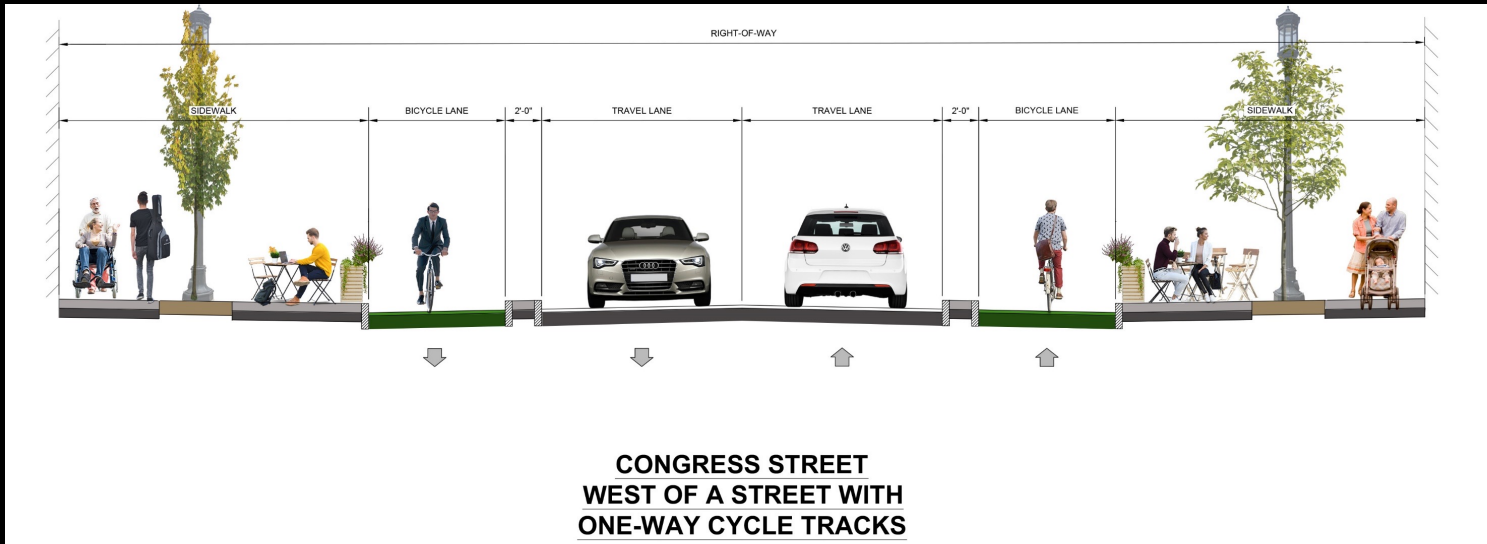 RIGHT-OF-WAY
SIDEWALK
BICYCLE LANE
2'-0"
TRAVEL LANE
TRAVEL LANE
2'-0"
BICYCLE LANE
SIDEWALK
CONGRESS STREET
WEST OF A STREET WITH
ONE-WAY CYCLE TRACKS